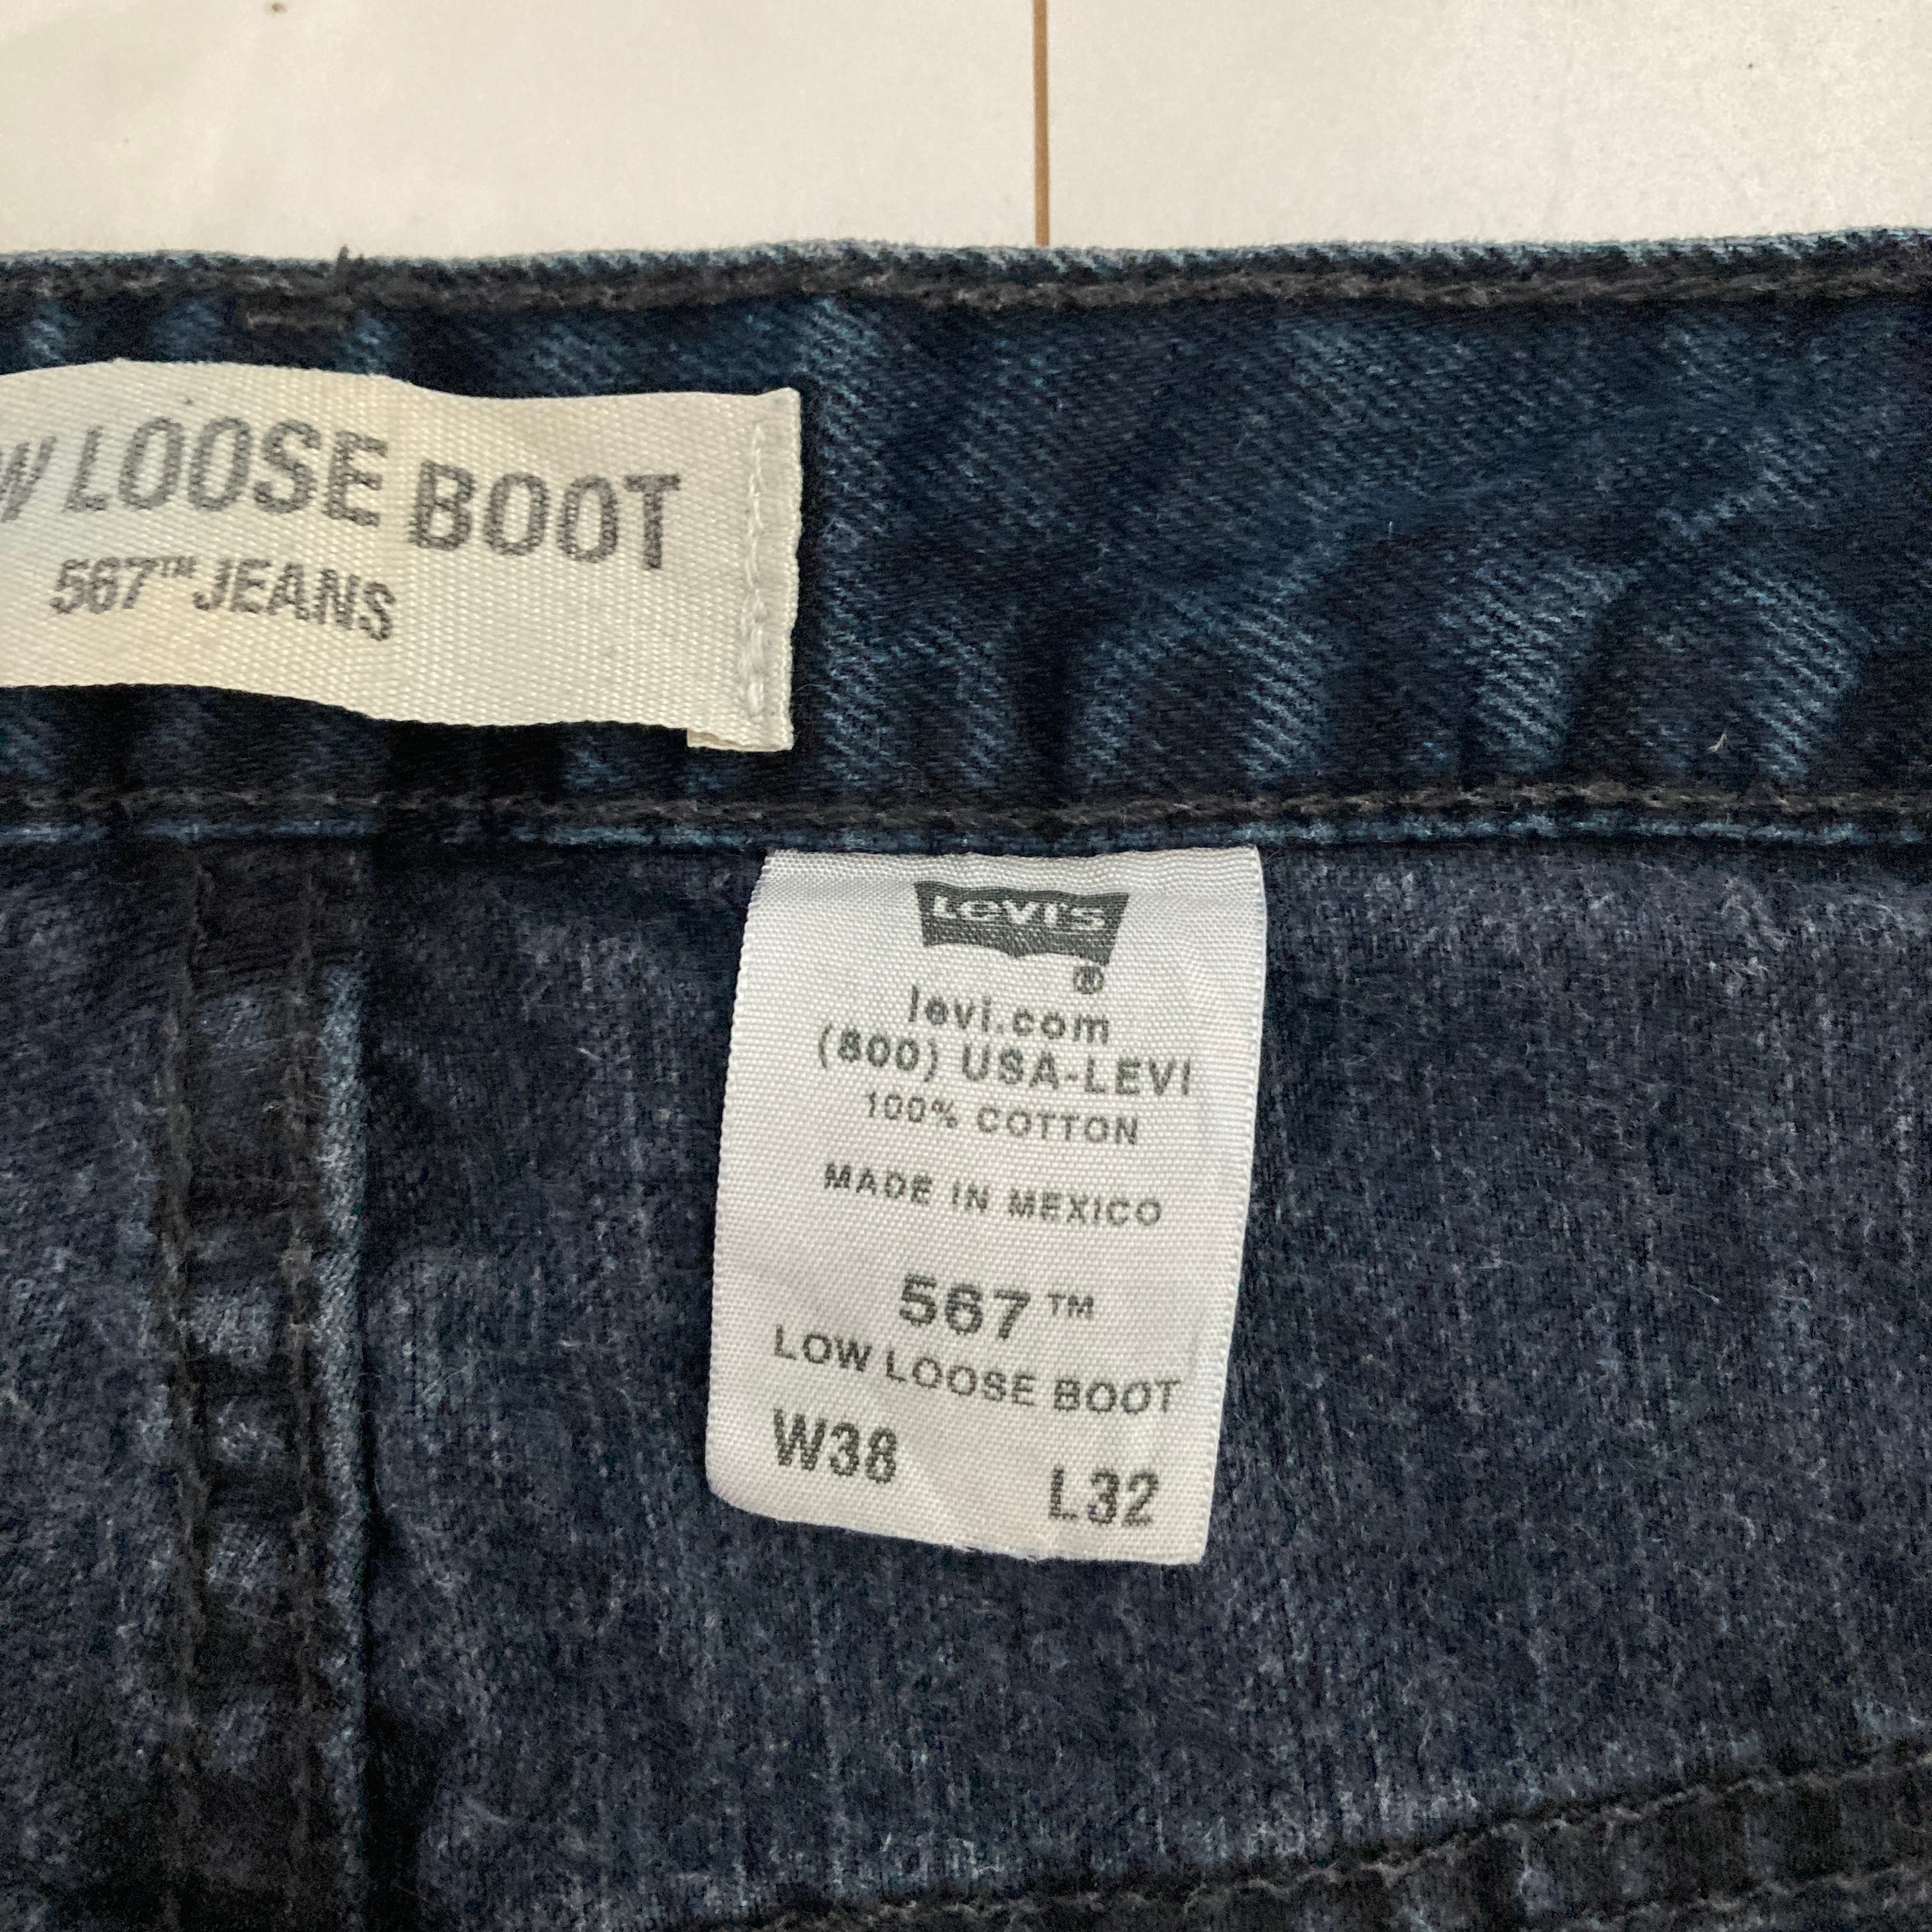 LOOSE BOOT
567™ JEANS
LEVI'S
®
levi.com
(800) USA-LEVI
100% COTTON
MADE IN MEXICO
567™
LOW LOOSE BOOT
W38 L32